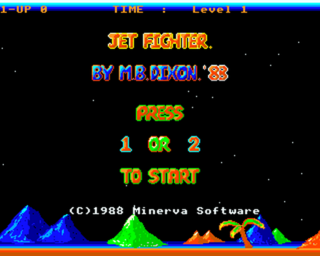 1-UP 0 TIME : Level 1
JET FIGHTER.
BY M.B.DIXON.'88
PRESS
1 OR 2
TO START
(C)1988 Minerva Software